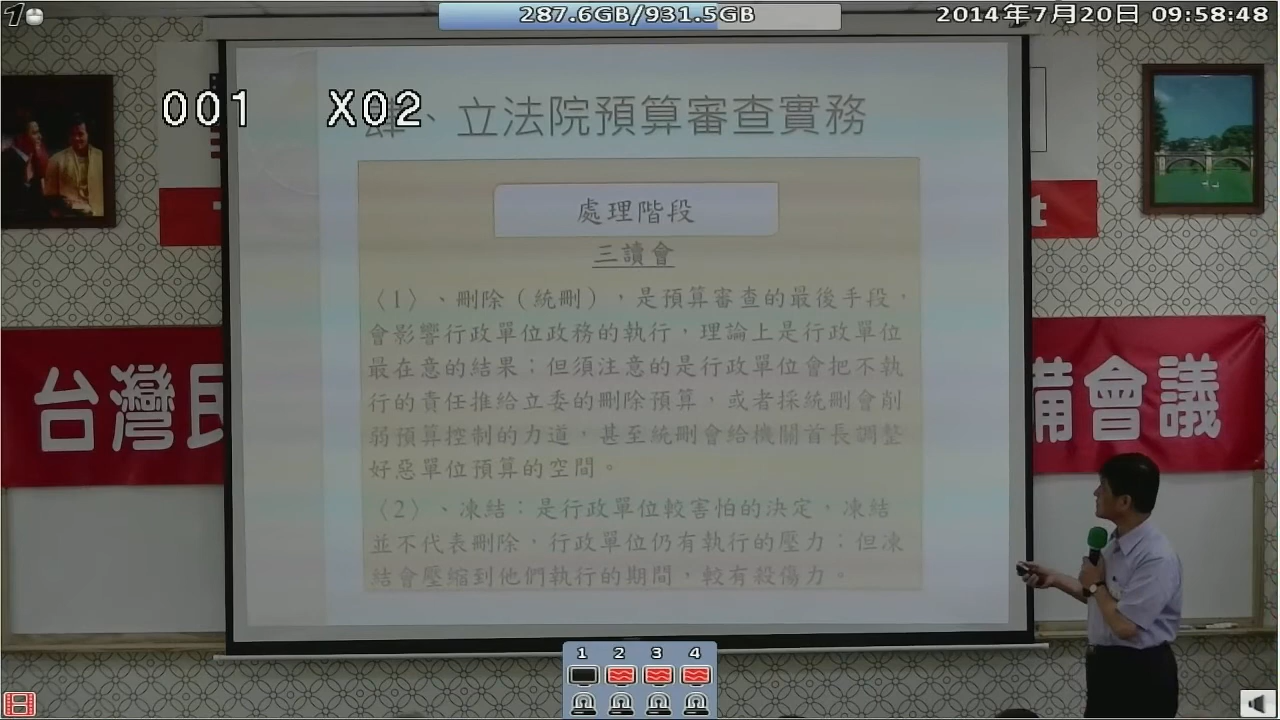 287.6GB/931.5GB
2014年7月20日 09:58:48
001 X02
肆、立法院預算審查實務
處理階段
三讀會
〈1〉、刪除（統刪），是預算審查的最後手段，
會影響行政單位政務的執行，理論上是行政單位
最在意的結果；但須注意的是行政單位會把不執
行的責任推給立委的刪除預算，或者採統刪會削
弱預算控制的力道，甚至統刪會給機關首長調整
好惡單位預算的空間。
〈2〉、凍結：是行政單位較害怕的決定，凍結
並不代表刪除，行政單位仍有執行的壓力；但凍
結會壓縮到他們執行的期間，較有殺傷力。
台灣民
備會議
1 2 3 4